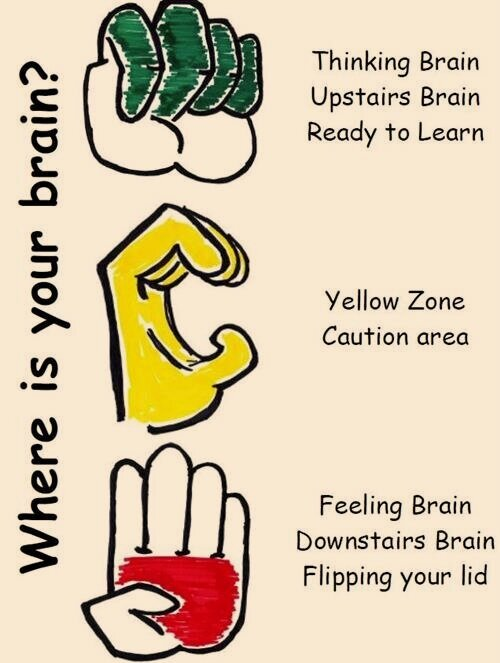 Where is your brain?
Thinking Brain
Upstairs Brain
Ready to Learn
Yellow Zone
Caution area
Feeling Brain
Downstairs Brain
Flipping your lid